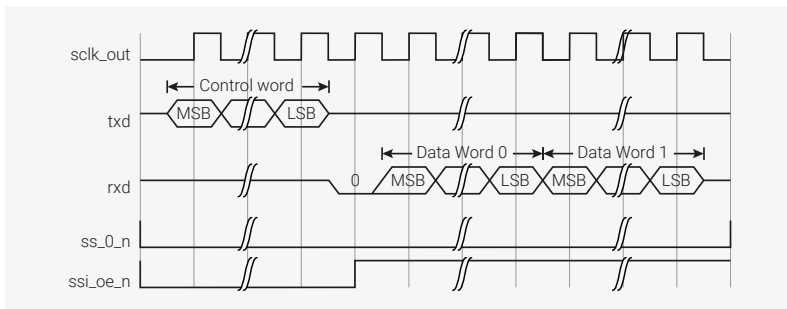 sclk_out
Control word
txd
MSB
LSB
Data Word 0
Data Word 1
rxd
0
MSB
LSB
MSB
LSB
ss_0_n
ssi_oe_n